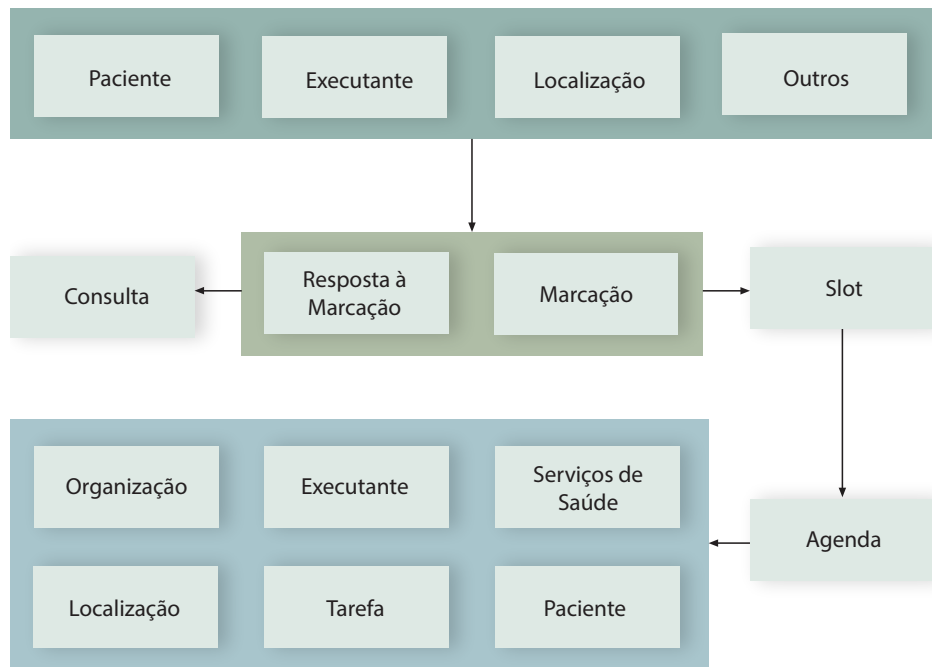 Paciente
Executante
Localização
Outros
Consulta
Resposta à
Marcação
Marcação
Slot
Organização
Executante
Serviços de
Saúde
Agenda
Localização
Tarefa
Paciente